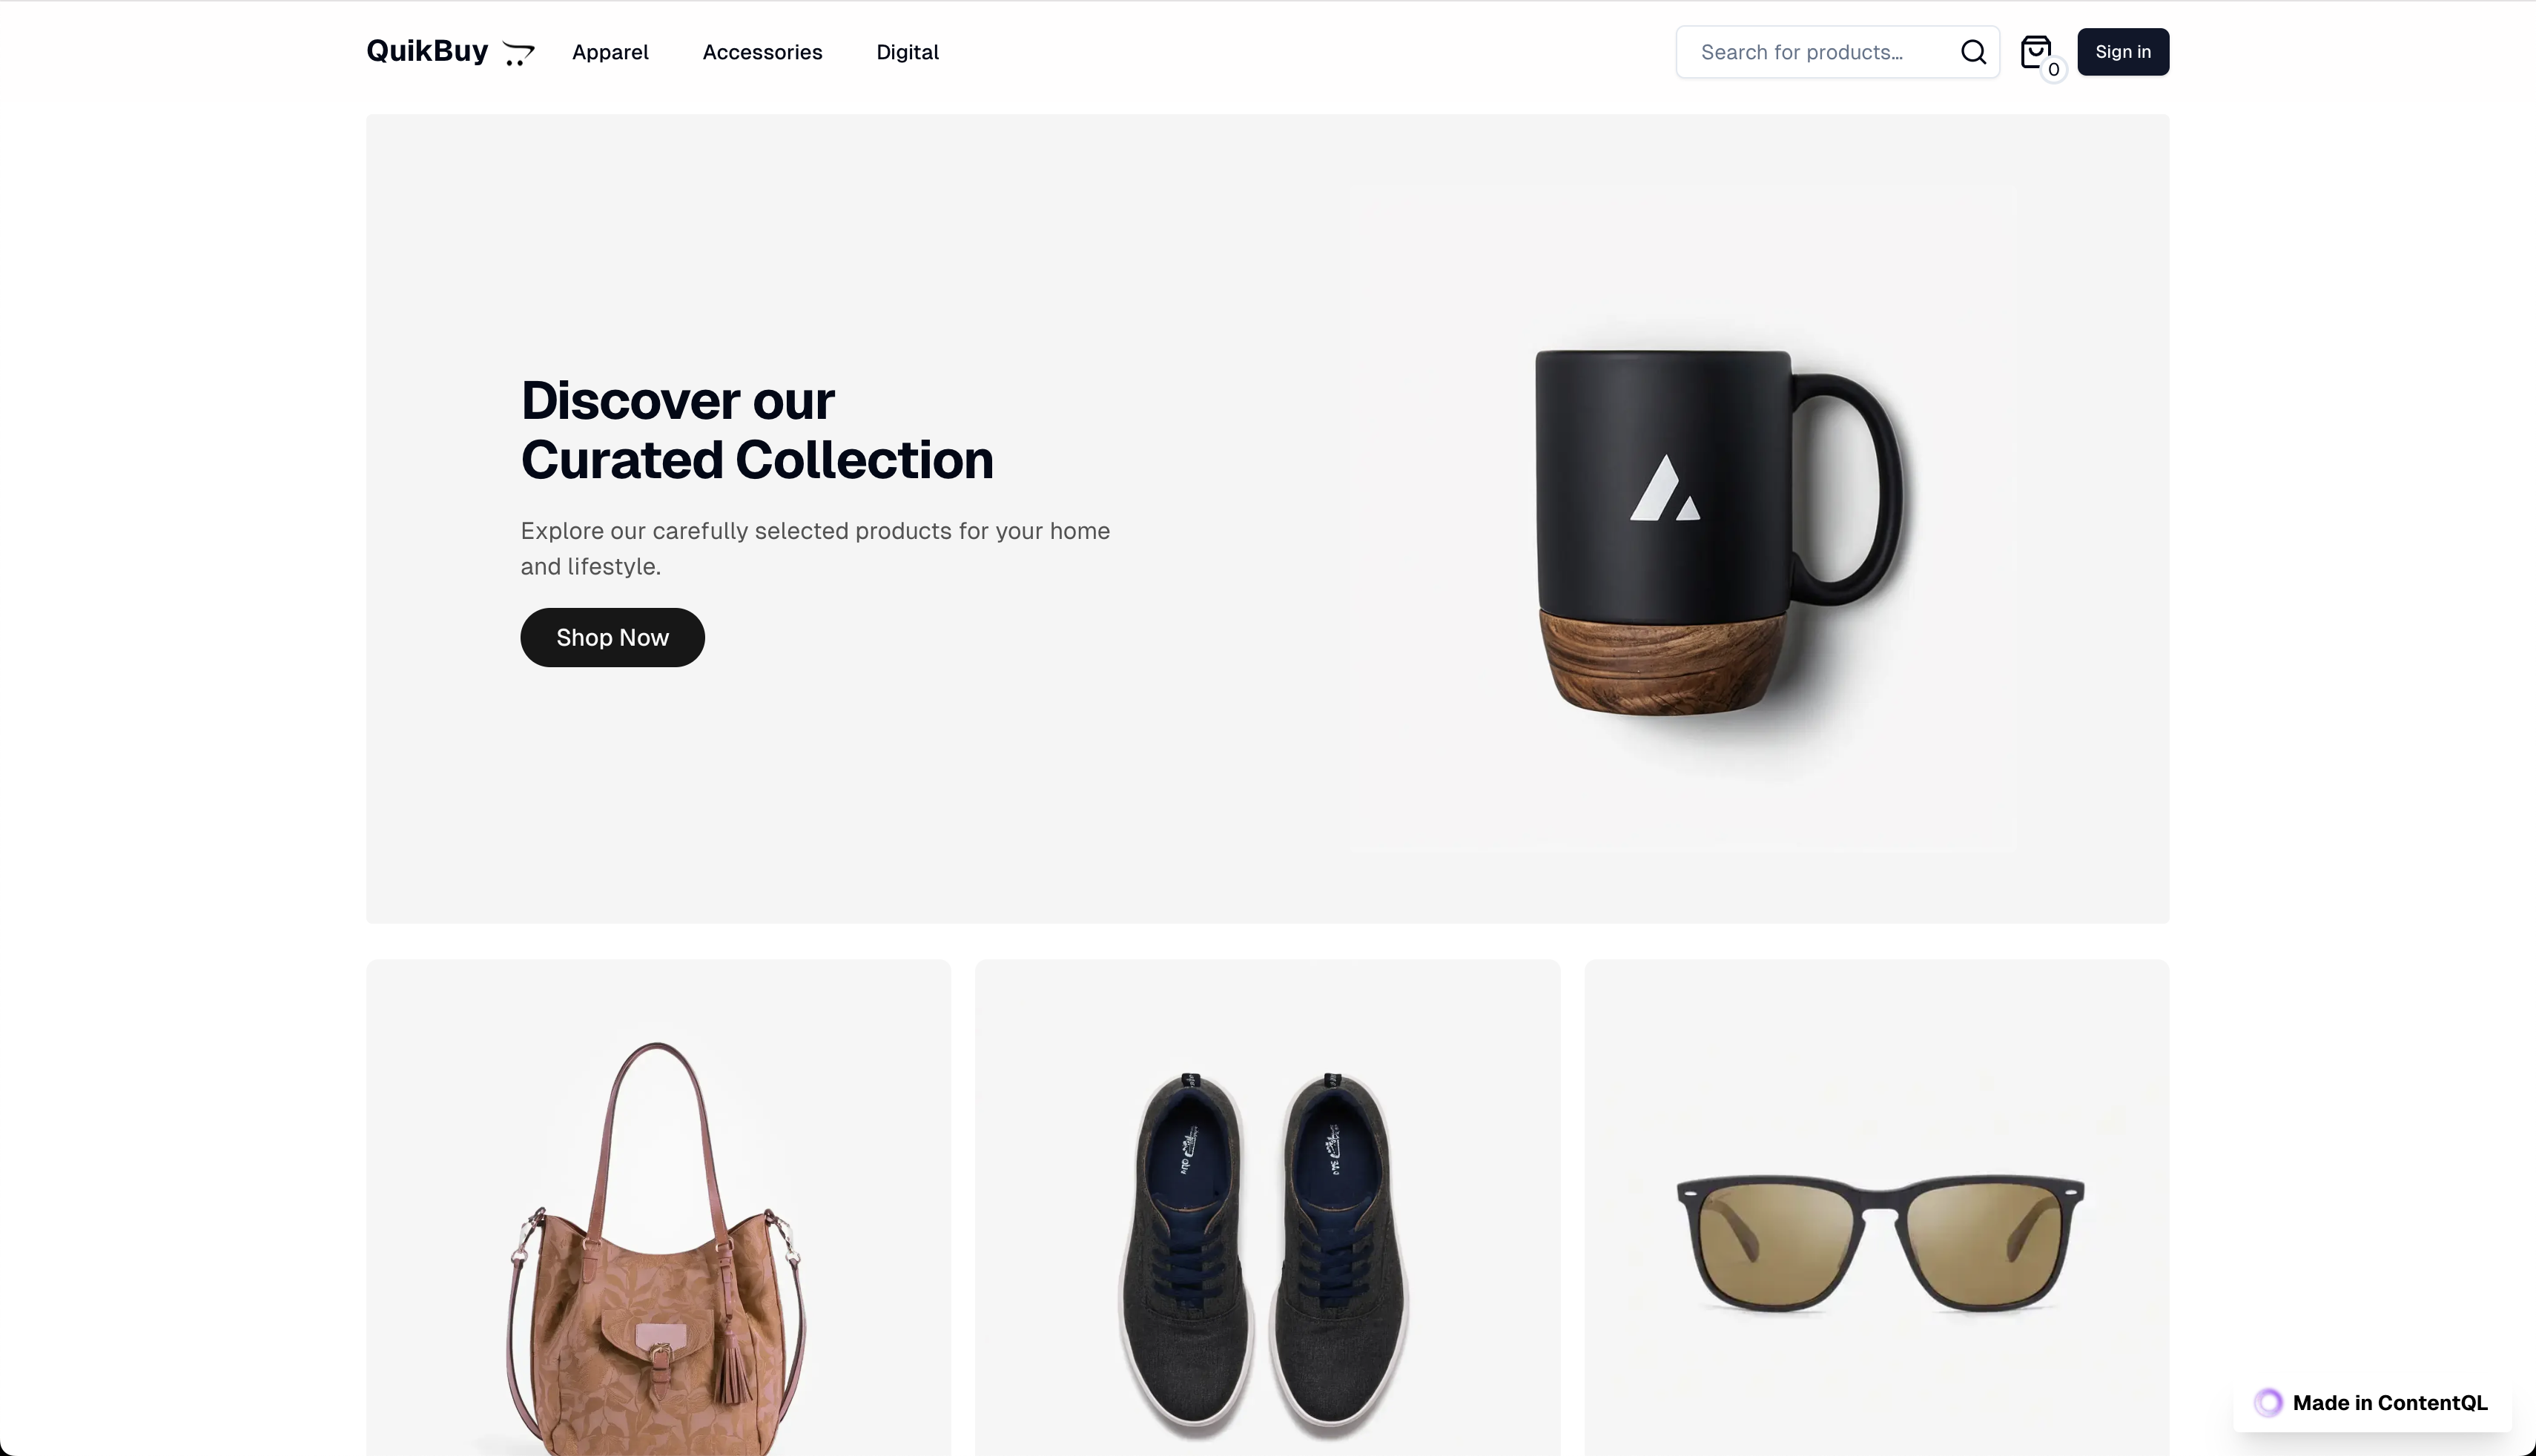 QuikBuy
Apparel
Accessories
Digital
Search for products...
0
Sign in
Discover our
Curated Collection
Explore our carefully selected products for your home
and lifestyle.
Shop Now
Made in ContentQL